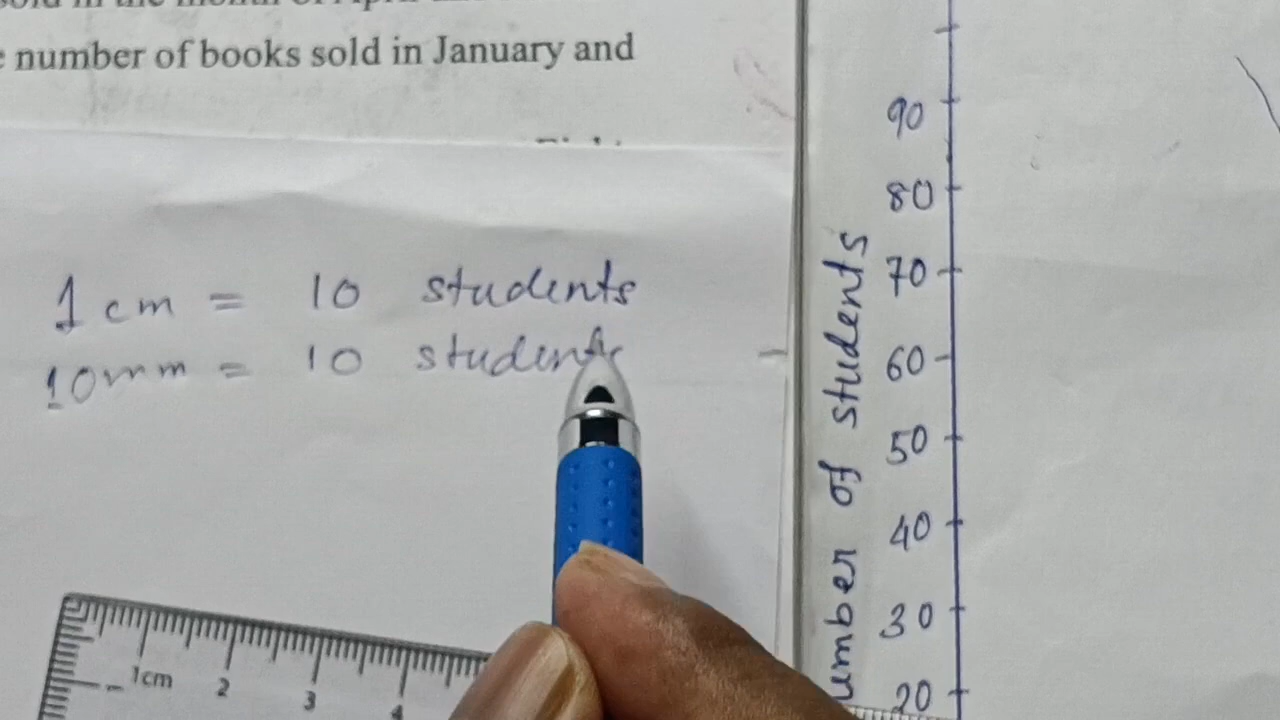 number of books sold in January and
1 cm = 10 students
10mm = 10 students
1cm 2 3 4
90
80
70
60
50
40
30
20
umber of students